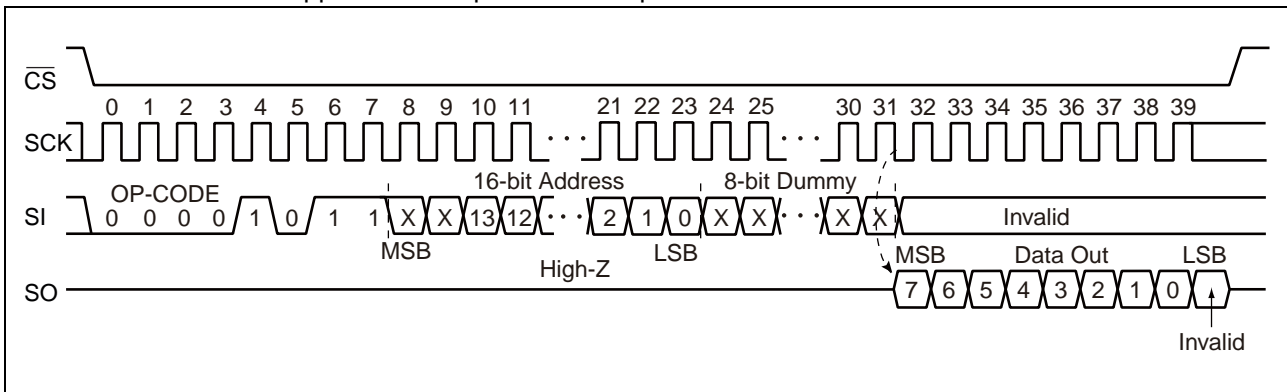 CS
0 1 2 3 4 5 6 7 8 9 10 11 21 22 23 24 25 30 31 32 33 34 35 36 37 38 39
SCK
OP-CODE 16-bit Address 8-bit Dummy
SI 0 0 0 0 1 0 1 1 X X 13 12 2 1 0 X X X X Invalid
MSB LSB MSB Data Out LSB
High-Z
SO 7 6 5 4 3 2 1 0
Invalid